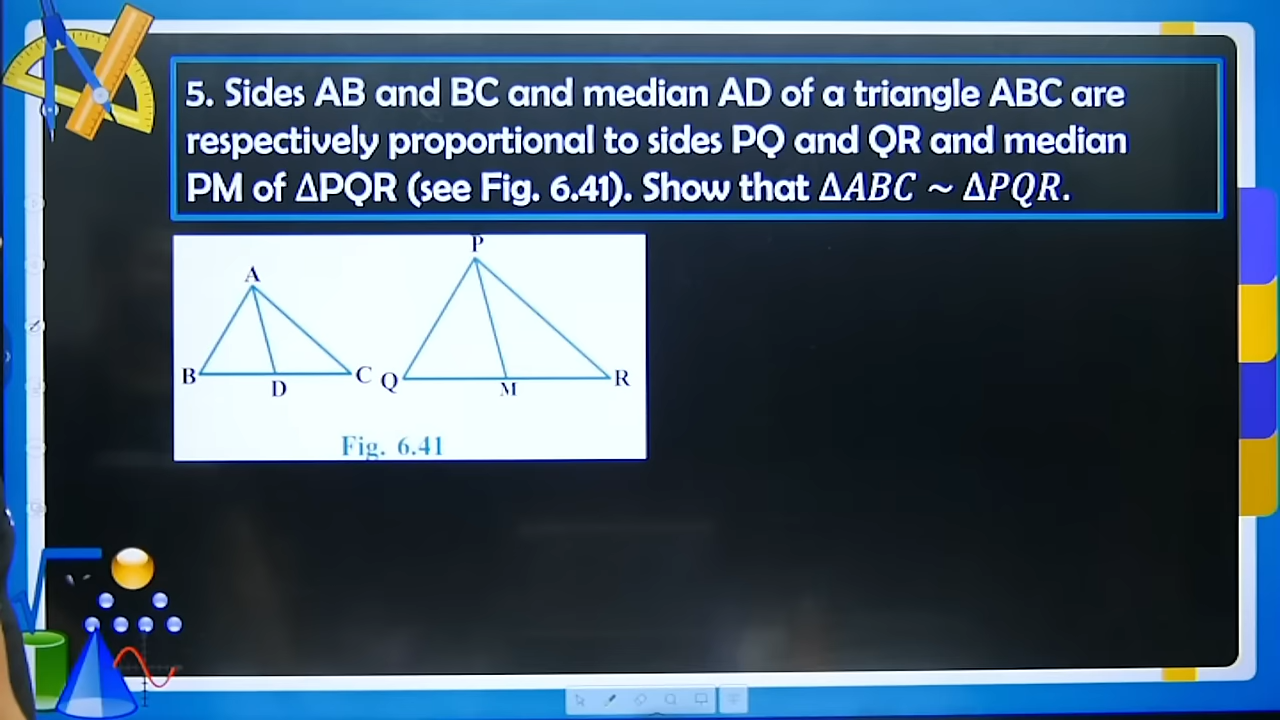 5. Sides AB and BC and median AD of a triangle ABC are
respectively proportional to sides PQ and QR and median
PM of ΔPQR (see Fig. 6.41). Show that Δ𝐴𝐵𝐶 ~ Δ𝑃𝑄𝑅.
P
A
B
D
C
Q
M
R
Fig. 6.41